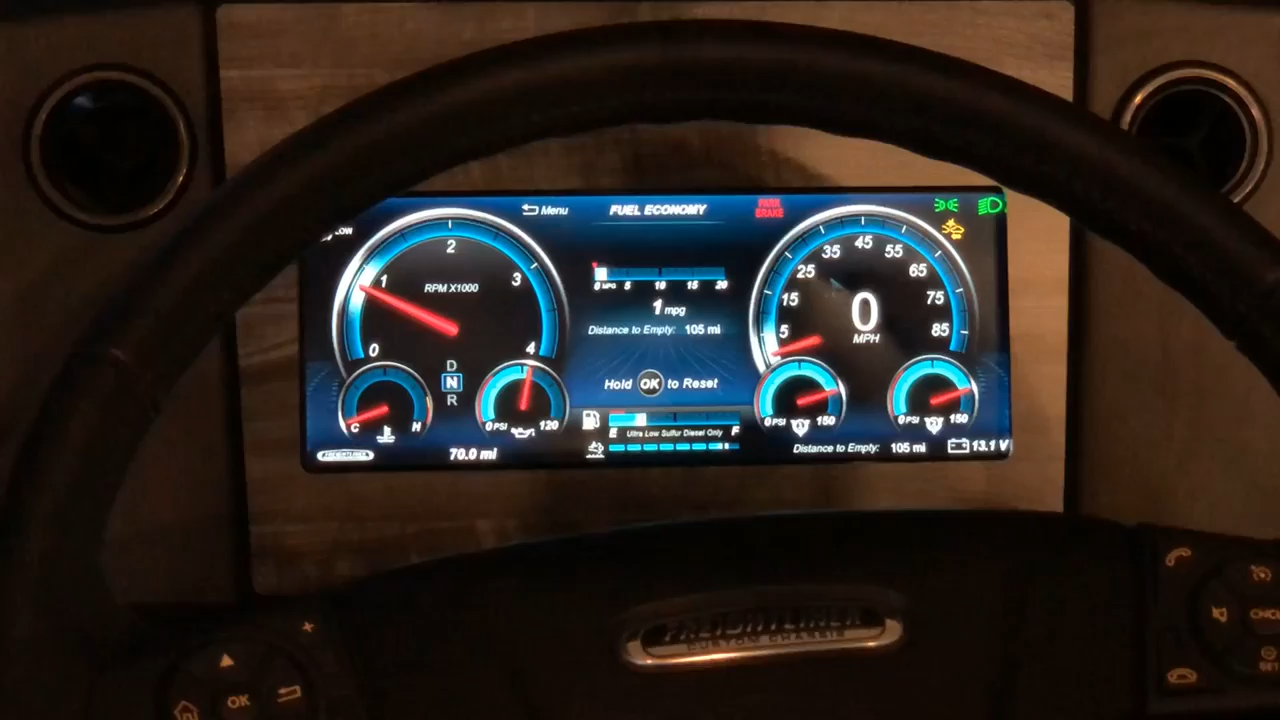 Menu
FUEL ECONOMY
PARK
BRAKE
LOW
0
1
2
3
4
RPM X1000
0 MPG 5 10 15 20
1 mpg
Distance to Empty: 105 mi
Hold OK to Reset
5
15
25
35
45
55
65
75
85
0
MPH
D
N
R
C H
0 PSI 120
E F
Ultra Low Sulfur Diesel Only
0 PSI 1 150
0 PSI 2 150
FREIGHTLINER
70.0 mi
Distance to Empty: 105 mi
13.1 V
FREIGHTLINER
CUSTOM CHASSIS
+
OK